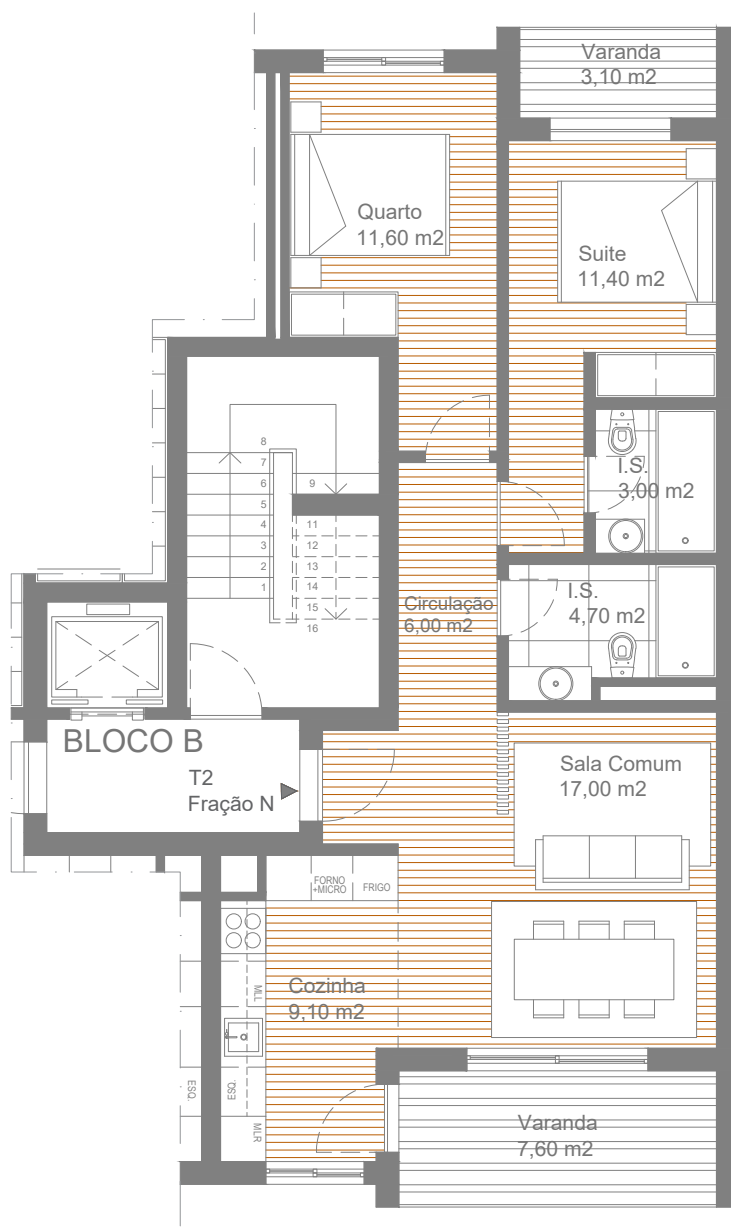 Varanda
3,10 m2
Quarto
11,60 m2
Suite
11,40 m2
8
7
6
9
5
4
11
3
12
2
13
1
14
15
16
I.S.
3,00 m2
Circulação
6,00 m2
I.S.
4,70 m2
BLOCO B
T2
Fração N
Sala Comum
17,00 m2
FORNO
+MICRO
FRIGO
Cozinha
9,10 m2
MLL
ESQ.
ESQ.
MLR
Varanda
7,60 m2